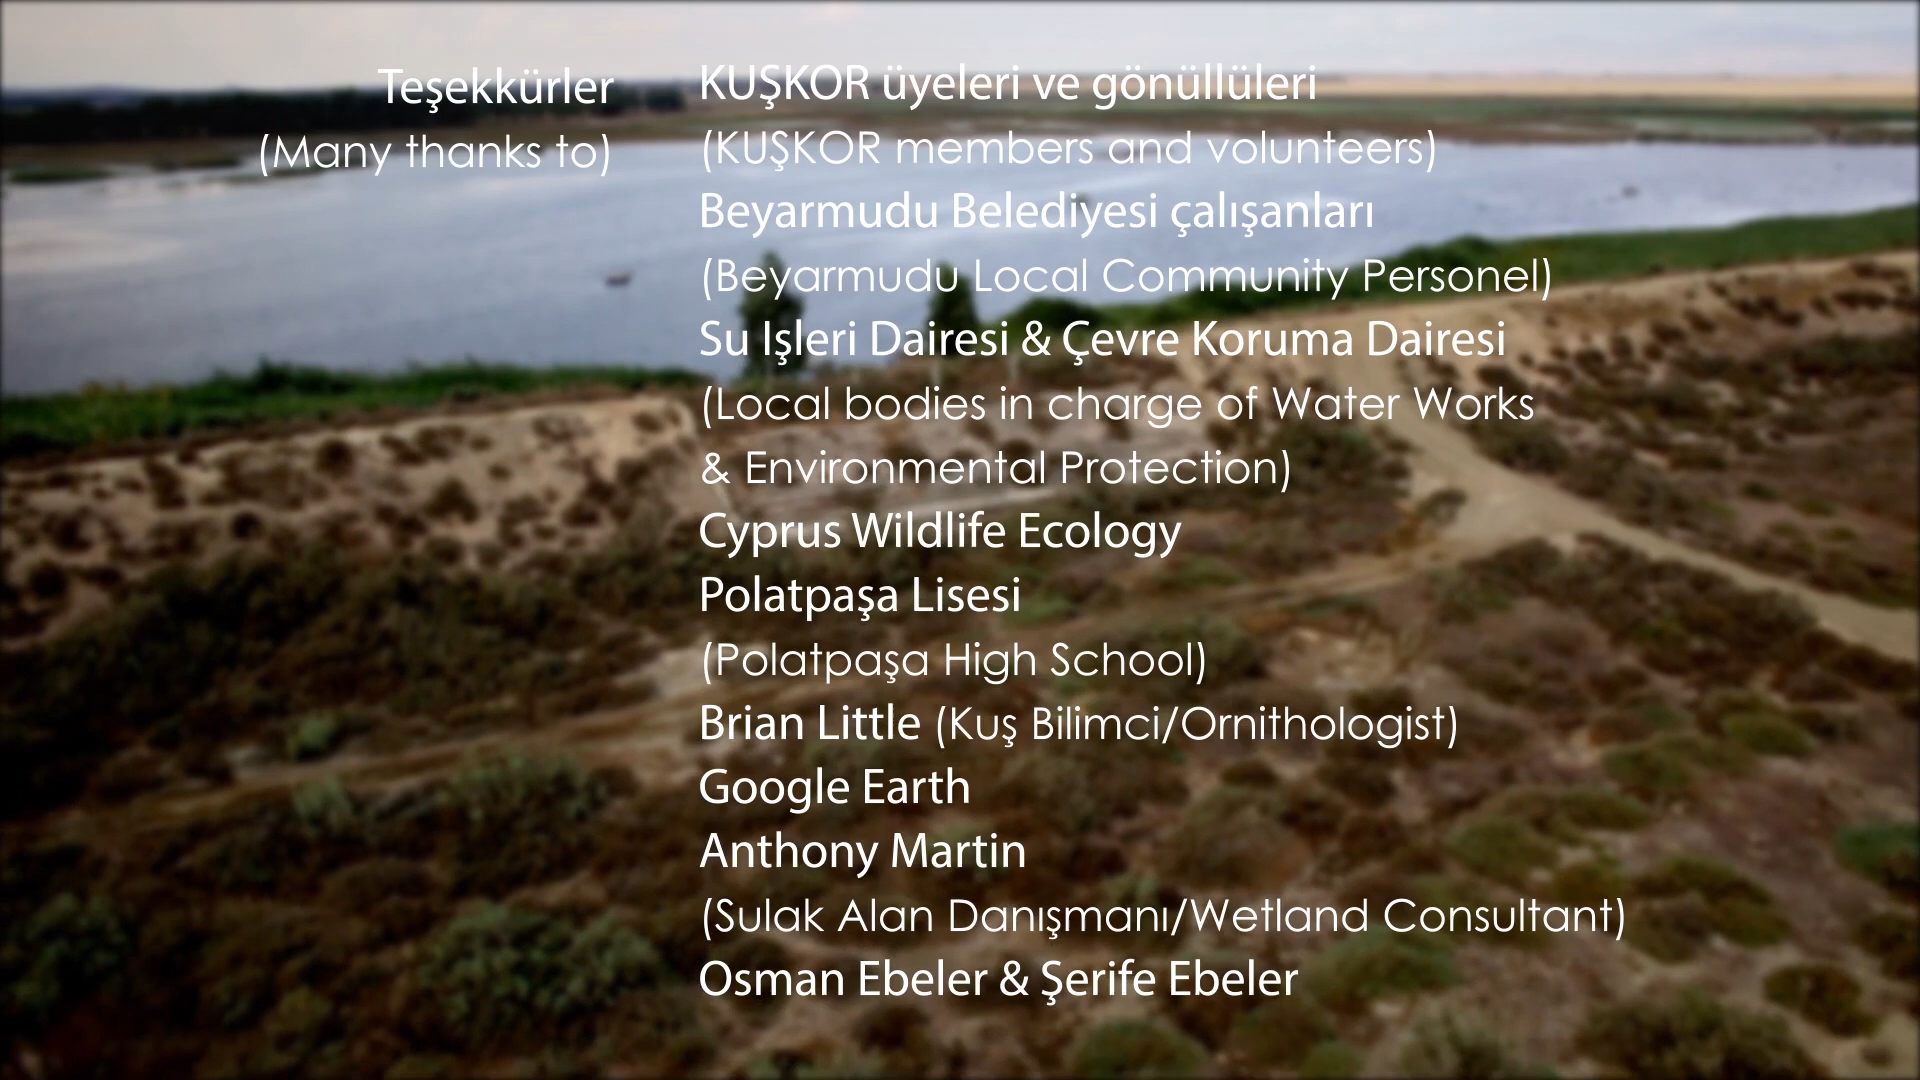 Teşekkürler
(Many thanks to)
KUŞKOR üyeleri ve gönüllüleri
(KUŞKOR members and volunteers)
Beyarmudu Belediyesi çalışanları
(Beyarmudu Local Community Personel)
Su Işleri Dairesi & Çevre Koruma Dairesi
(Local bodies in charge of Water Works
& Environmental Protection)
Cyprus Wildlife Ecology
Polatpaşa Lisesi
(Polatpaşa High School)
Brian Little (Kuş Bilimci/Ornithologist)
Google Earth
Anthony Martin
(Sulak Alan Danışmanı/Wetland Consultant)
Osman Ebeler & Şerife Ebeler